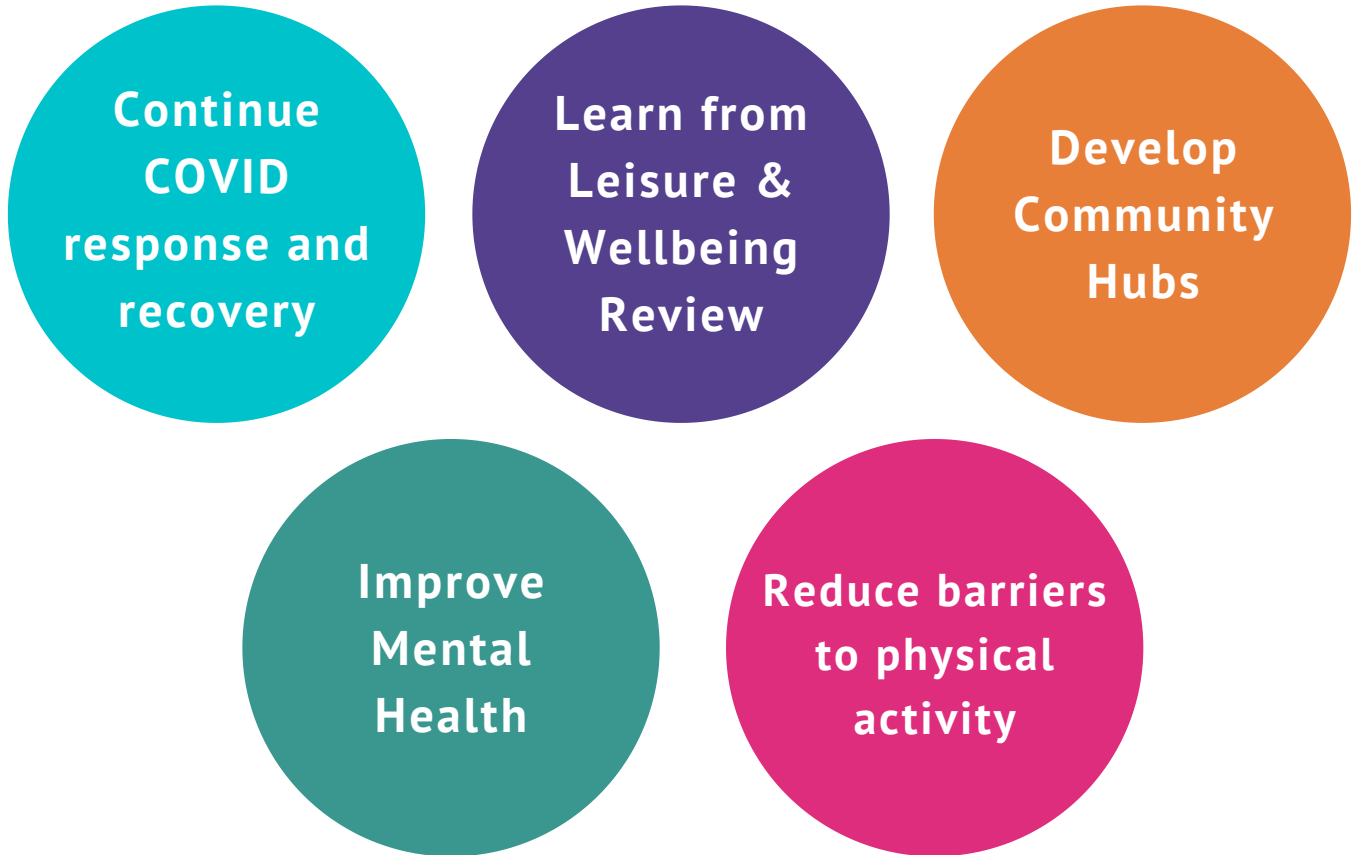 Continue
COVID
response and
recovery
Learn from
Leisure &
Wellbeing
Review
Develop
Community
Hubs
Improve
Mental
Health
Reduce barriers
to physical
activity